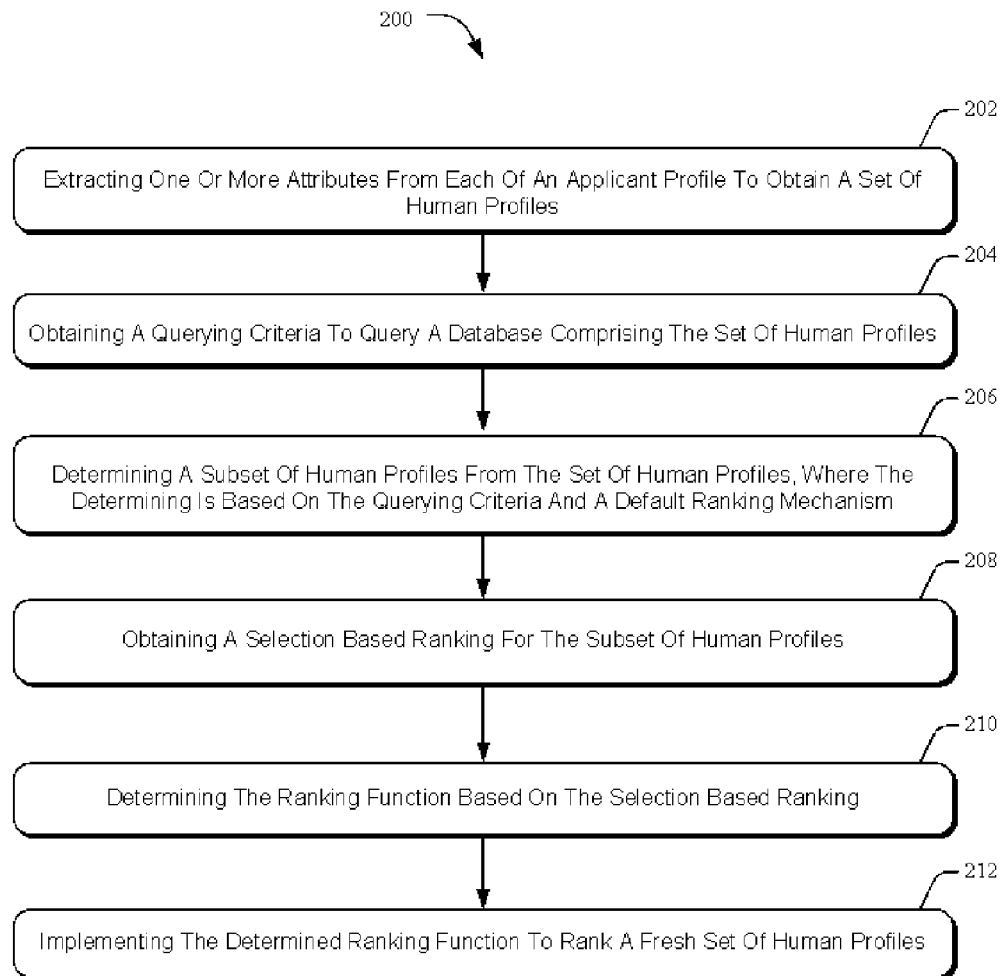 200
202
Extracting One Or More Attributes From Each Of An Applicant Profile To Obtain A Set Of
Human Profiles
204
Obtaining A Querying Criteria To Query A Database Comprising The Set Of Human Profiles
206
Determining A Subset Of Human Profiles From The Set Of Human Profiles, Where The
Determining Is Based On The Querying Criteria And A Default Ranking Mechanism
208
Obtaining A Selection Based Ranking For The Subset Of Human Profiles
210
Determining The Ranking Function Based On The Selection Based Ranking
212
Implementing The Determined Ranking Function To Rank A Fresh Set Of Human Profiles